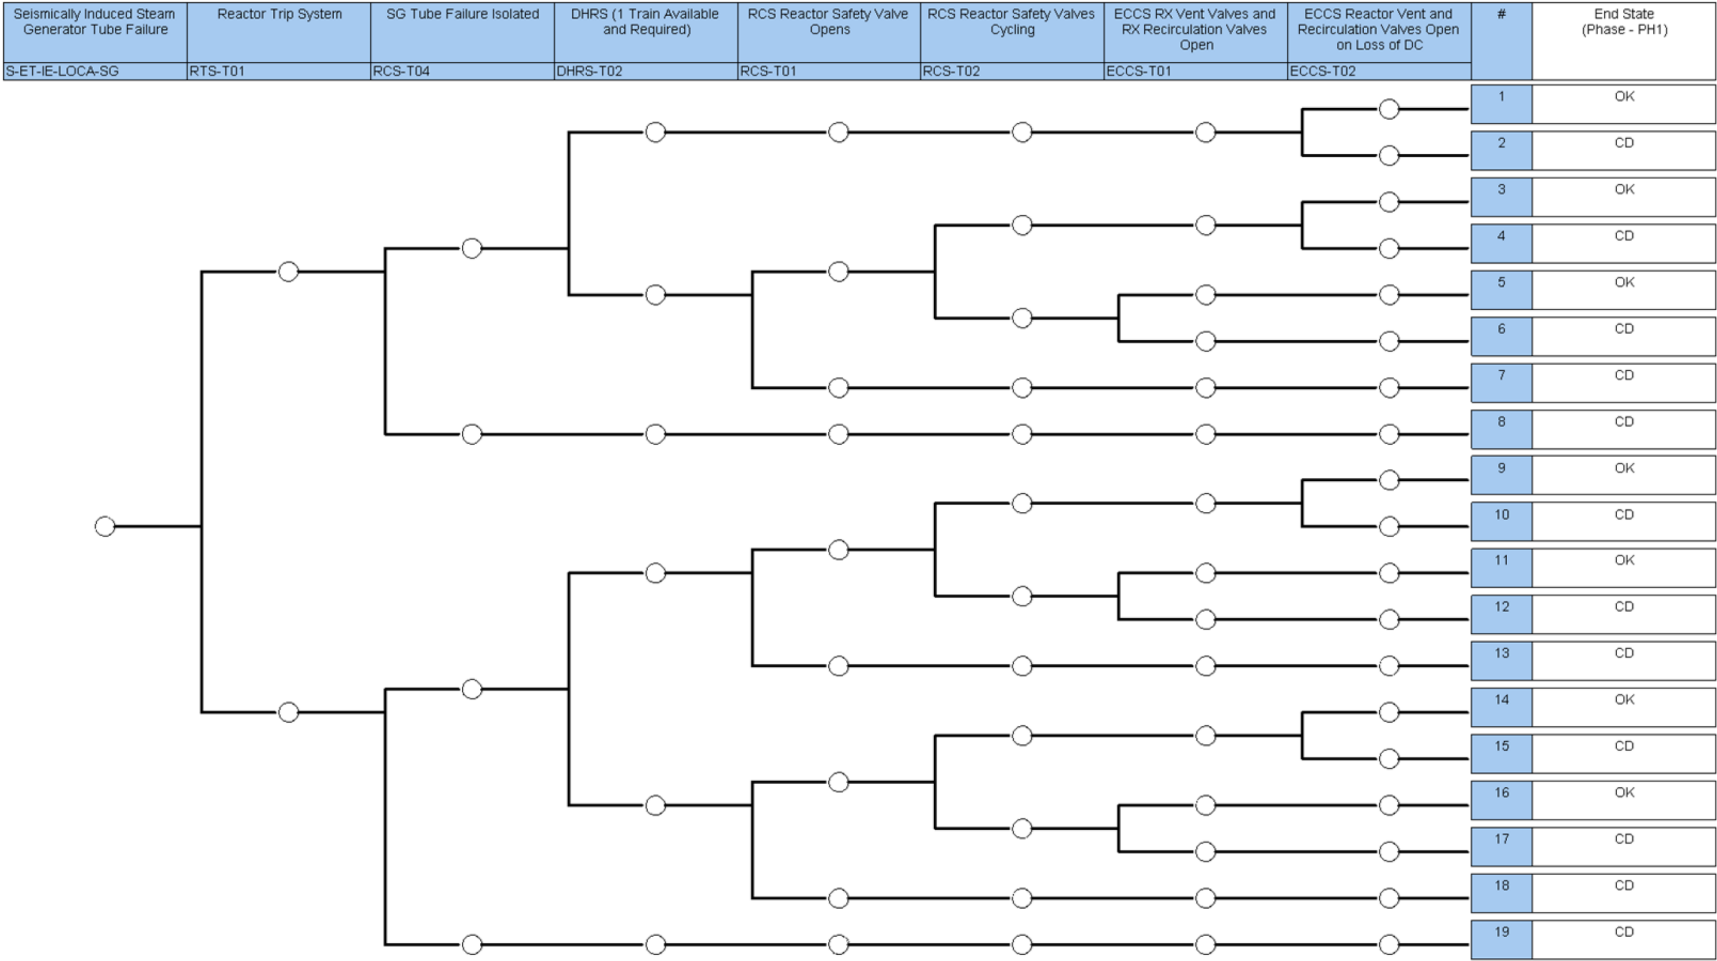 Seismically Induced Steam
Generator Tube Failure
Reactor Trip System
SG Tube Failure Isolated
DHRS (1 Train Available
and Required)
RCS Reactor Safety Valve
Opens
RCS Reactor Safety Valves
Cycling
ECCS RX Vent Valves and
RX Recirculation Valves
Open
ECCS Reactor Vent and
Recirculation Valves Open
on Loss of DC
#
End State
(Phase - PH1)
S-ET-IE-LOCA-SG
RTS-T01
RCS-T04
DHRS-T02
RCS-T01
RCS-T02
ECCS-T01
ECCS-T02
1 OK
2 CD
3 OK
4 CD
5 OK
6 CD
7 CD
8 CD
9 OK
10 CD
11 OK
12 CD
13 CD
14 OK
15 CD
16 OK
17 CD
18 CD
19 CD